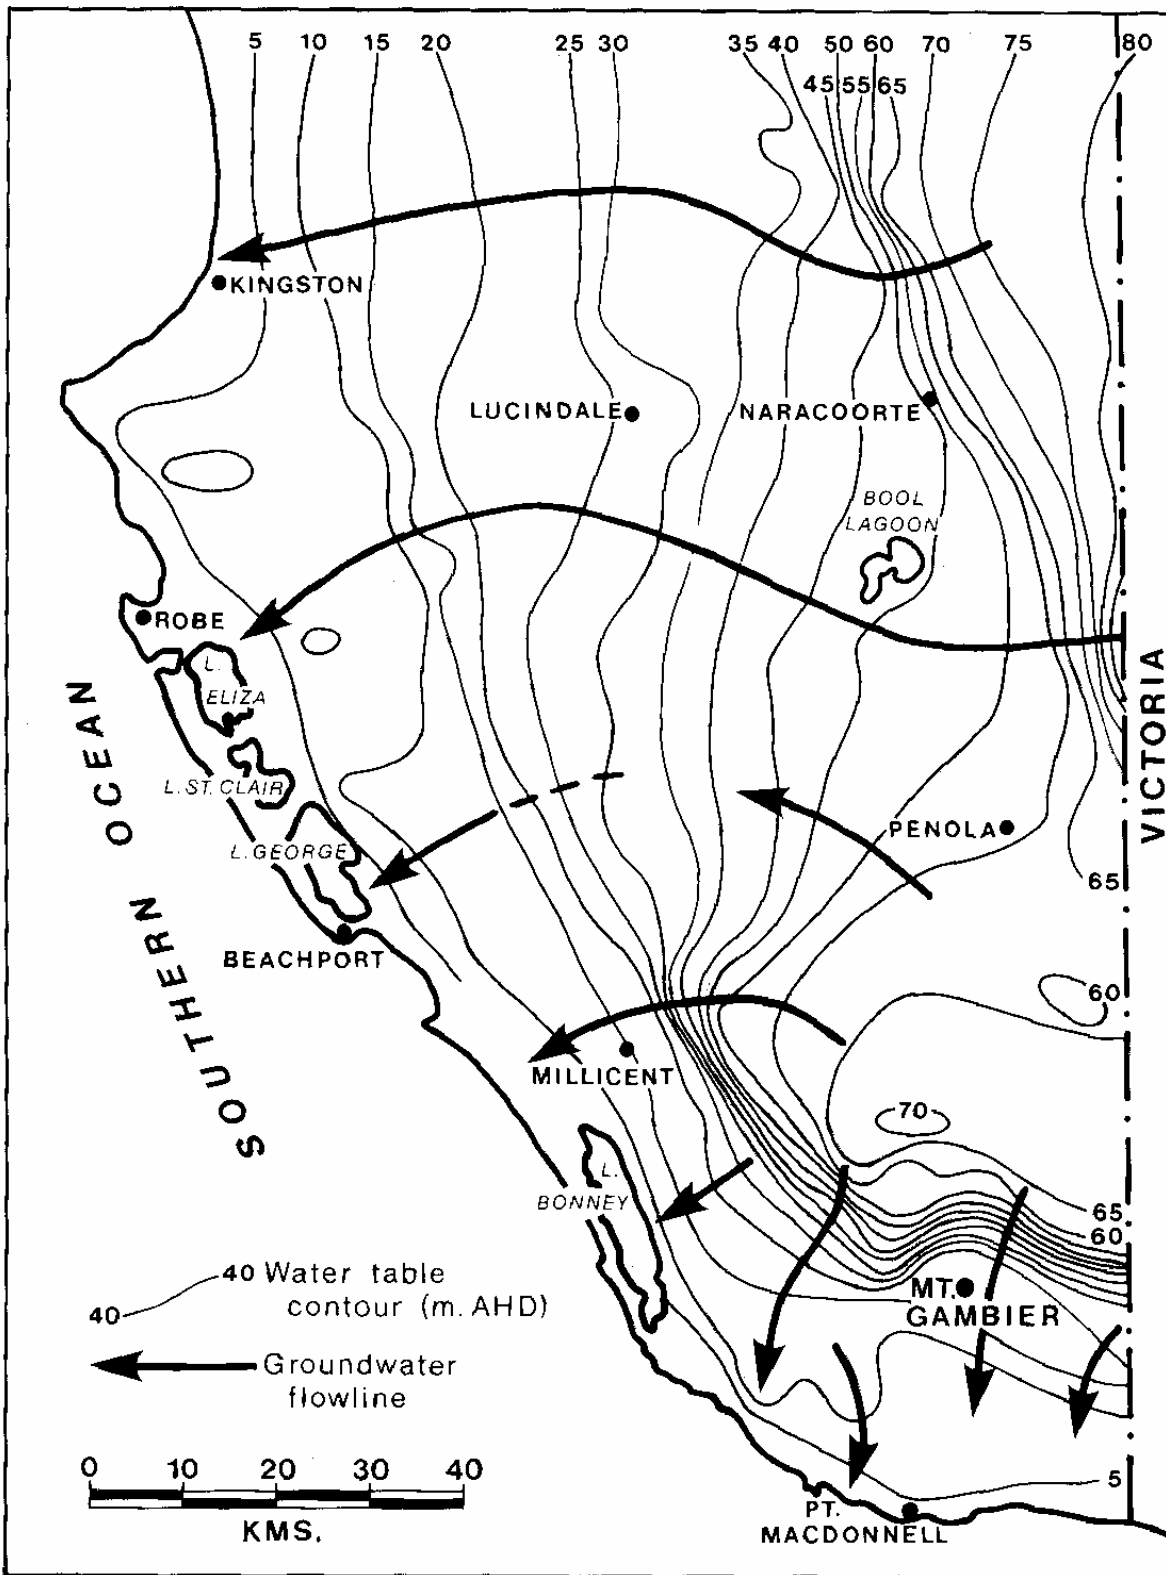 5 10 15 20 25 30 35 40 50 60 70 75 80
45 55 65
KINGSTON
LUCINDALE
NARACOORTE
BOOL
LAGOON
ROBE
L.
ELIZA
L. ST. CLAIR
L. GEORGE
BEACHPORT
PENOLA
65
VICTORIA
SOUTHERN OCEAN
60
MILLICENT
70
L.
BONNEY
65
60
MT.
GAMBIER
40 Water table
contour (m. AHD)
40
Groundwater
flowline
0 10 20 30 40
KMS.
5
PT.
MACDONNELL